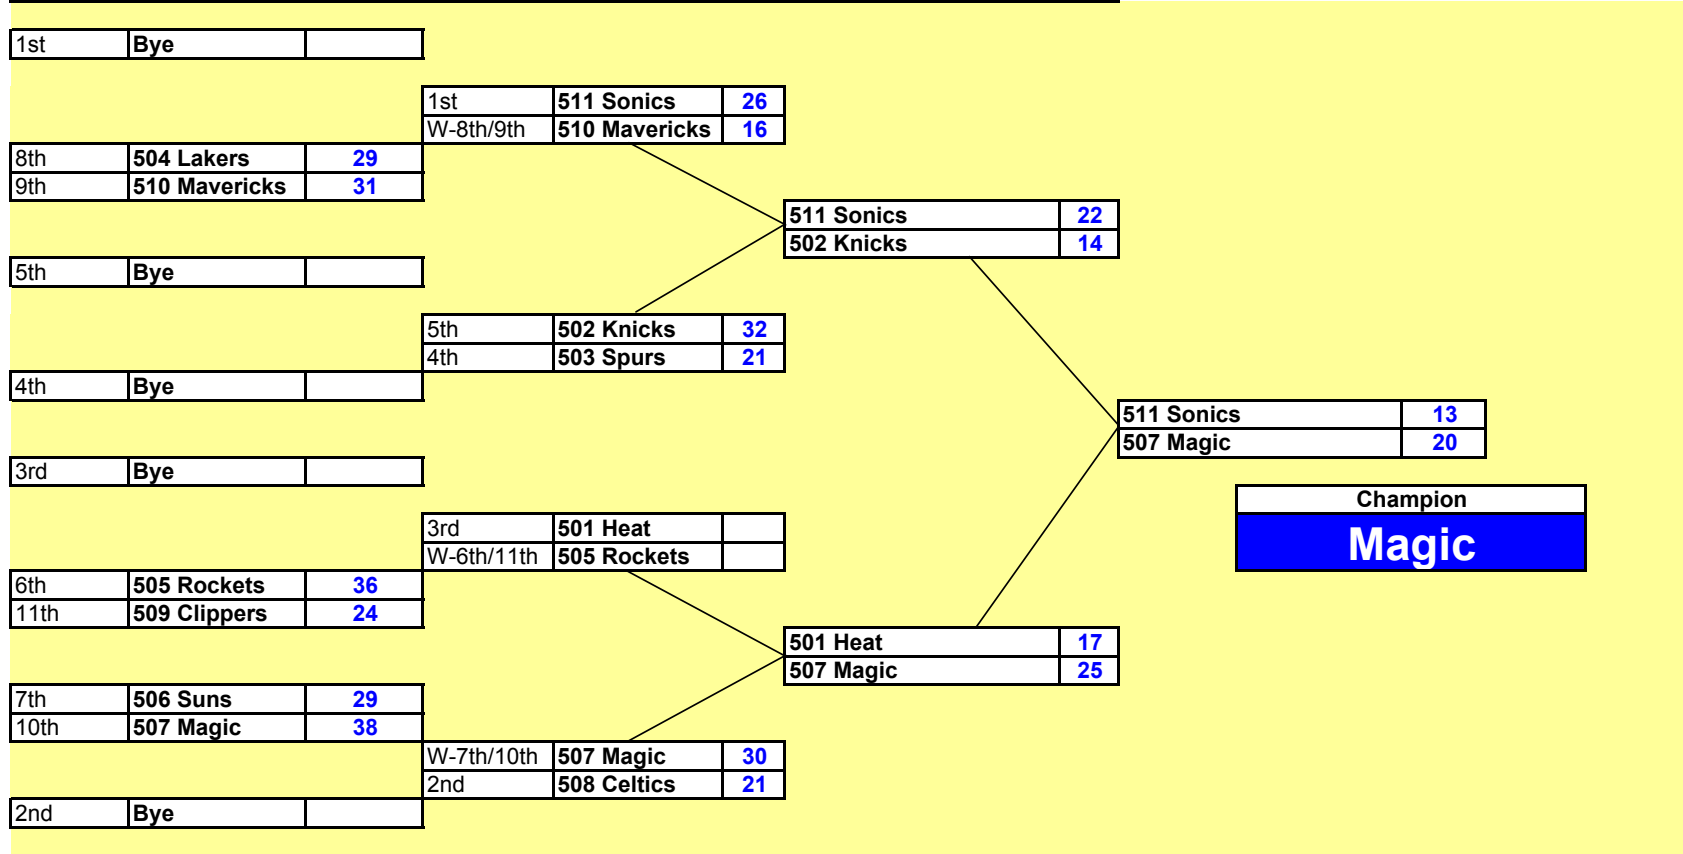 1st Bye
1st 511 Sonics 26
W-8th/9th 510 Mavericks 16
8th 504 Lakers 29
9th 510 Mavericks 31
511 Sonics 22
502 Knicks 14
5th Bye
5th 502 Knicks 32
4th 503 Spurs 21
4th Bye
511 Sonics 13
507 Magic 20
3rd Bye
Champion
Magic
3rd 501 Heat
W-6th/11th 505 Rockets
6th 505 Rockets 36
11th 509 Clippers 24
501 Heat 17
507 Magic 25
7th 506 Suns 29
10th 507 Magic 38
W-7th/10th 507 Magic 30
2nd 508 Celtics 21
2nd Bye